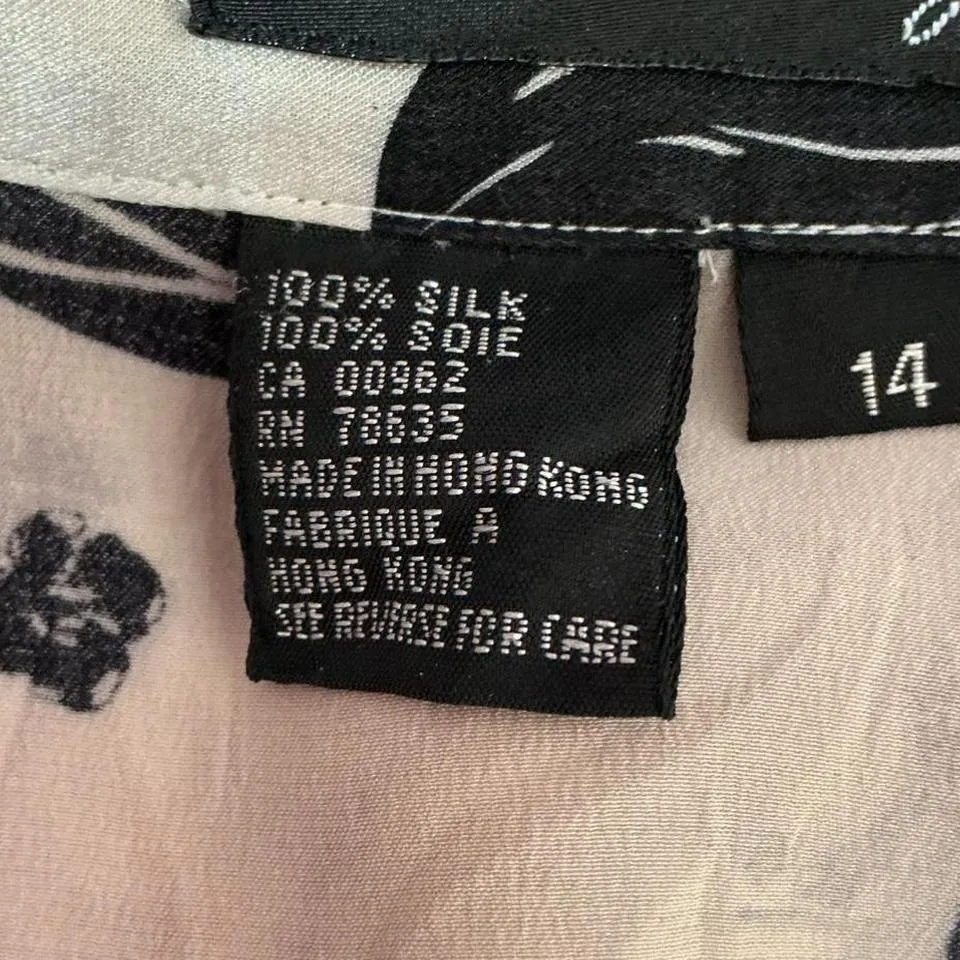 100% SILK
100% SOIE
CA 00962
RN 78635
MADE IN HONG KONG
FABRIQUE A
HONG KONG
SEE REVERSE FOR CARE
14